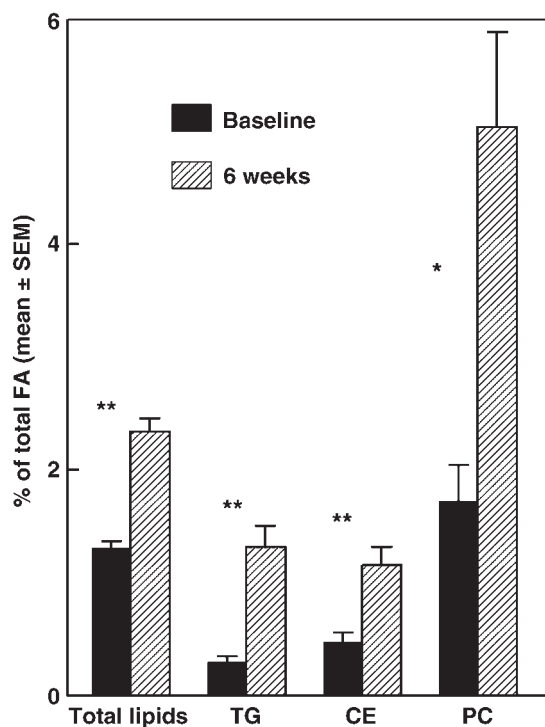 6
Baseline
6 weeks
4
*
**
2
**
**
0
% of total FA (mean ± SEM)
Total lipids TG CE PC